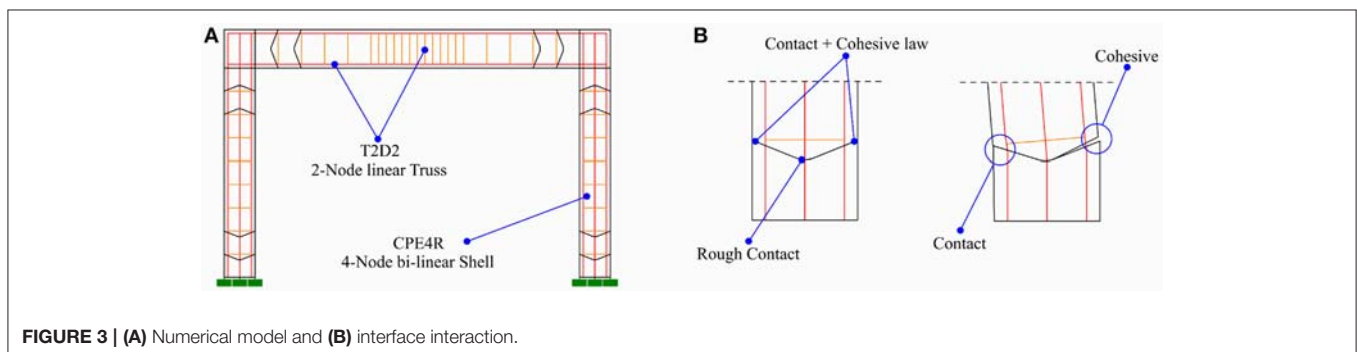 A
T2D2
2-Node linear Truss
CPE4R
4-Node bi-linear Shell
B
Contact + Cohesive law
Cohesive
Rough Contact
Contact
FIGURE 3 | (A) Numerical model and (B) interface interaction.